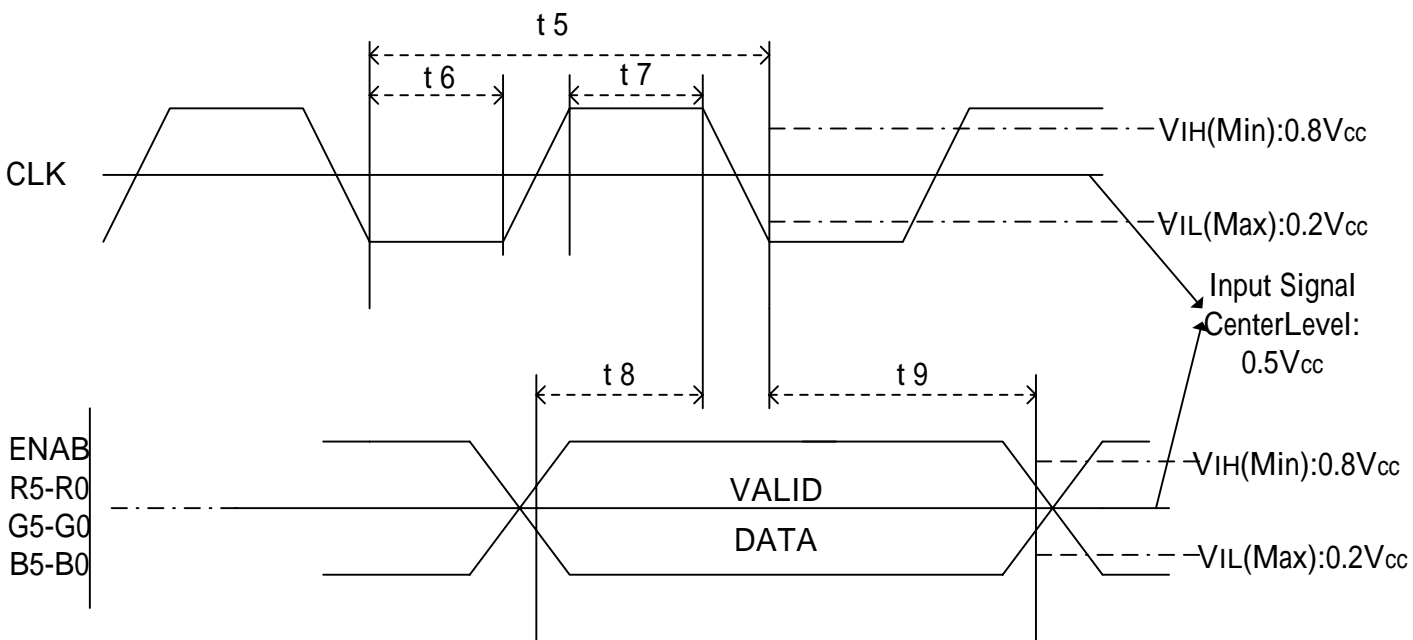 t 5
t 6
t 7
VIH(Min):0.8Vcc
CLK
VIL(Max):0.2Vcc
Input Signal
CenterLevel:
0.5Vcc
t 8
t 9
ENAB
R5-R0
G5-G0
B5-B0
VALID
DATA
VIH(Min):0.8Vcc
VIL(Max):0.2Vcc